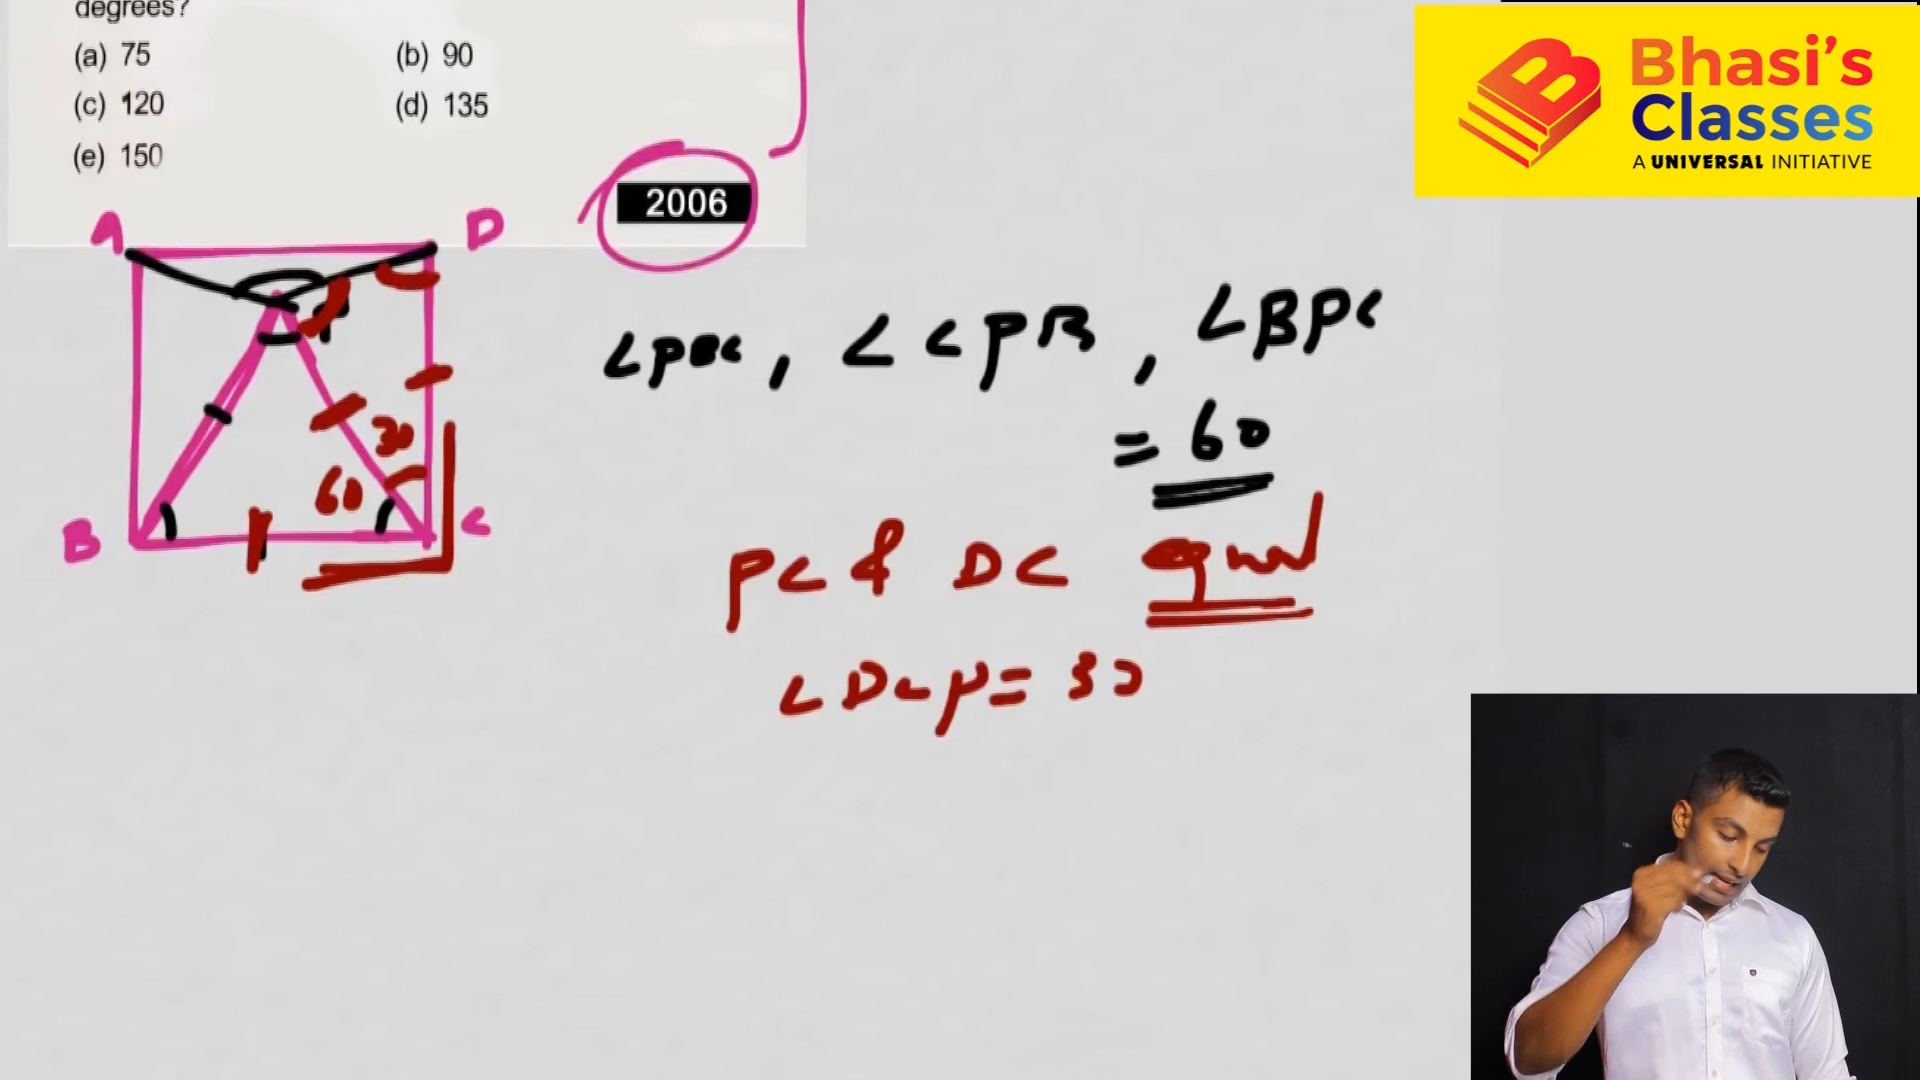 degrees?
(a) 75 (b) 90
(c) 120 (d) 135
(e) 150
2006
Bhasi's
Classes
A UNIVERSAL INITIATIVE
A D
P
30
60
B C
∠PBC, ∠CPB, ∠BPC
= 60
PC & DC equal
∠DCP = 30